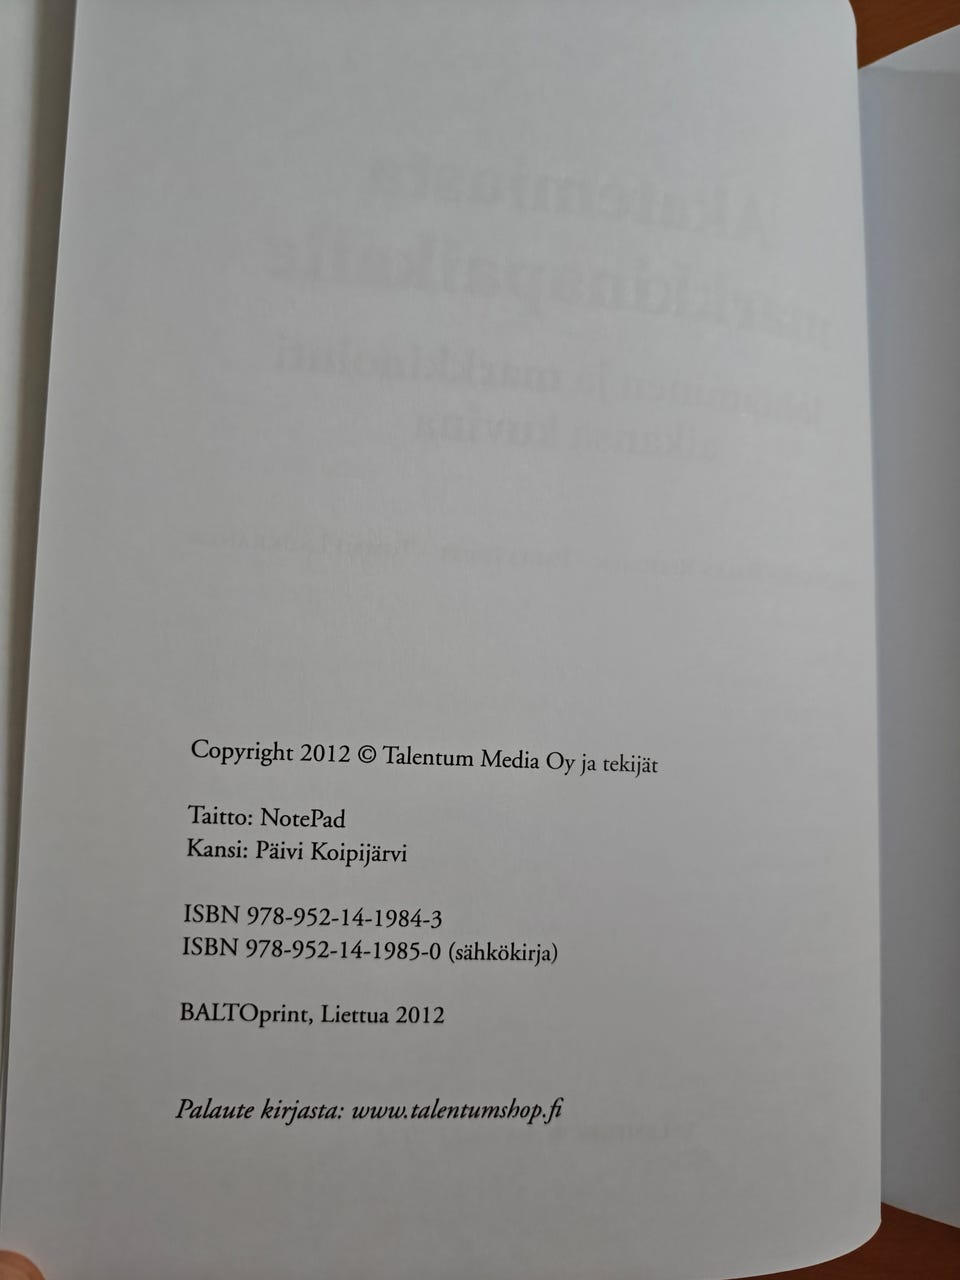 Copyright 2012 © Talentum Media Oy ja tekijät
Taitto: NotePad
Kansi: Päivi Koipijärvi
ISBN 978-952-14-1984-3
ISBN 978-952-14-1985-0 (sähkökirja)
BALTOprint, Liettua 2012
Palaute kirjasta: www.talentumshop.fi